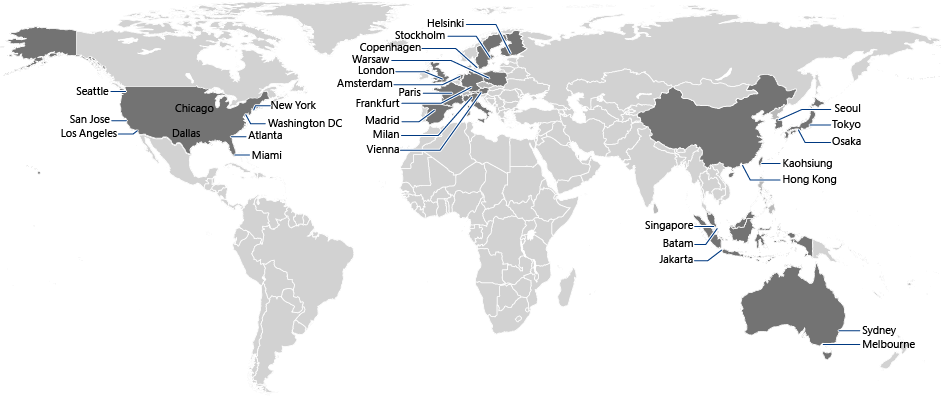 Helsinki
Stockholm
Copenhagen
Warsaw
London
Amsterdam
Paris
Frankfurt
Madrid
Milan
Vienna
Seattle
Chicago
New York
San Jose
Washington DC
Los Angeles
Dallas
Atlanta
Miami
Seoul
Tokyo
Osaka
Kaohsiung
Hong Kong
Singapore
Batam
Jakarta
Sydney
Melbourne